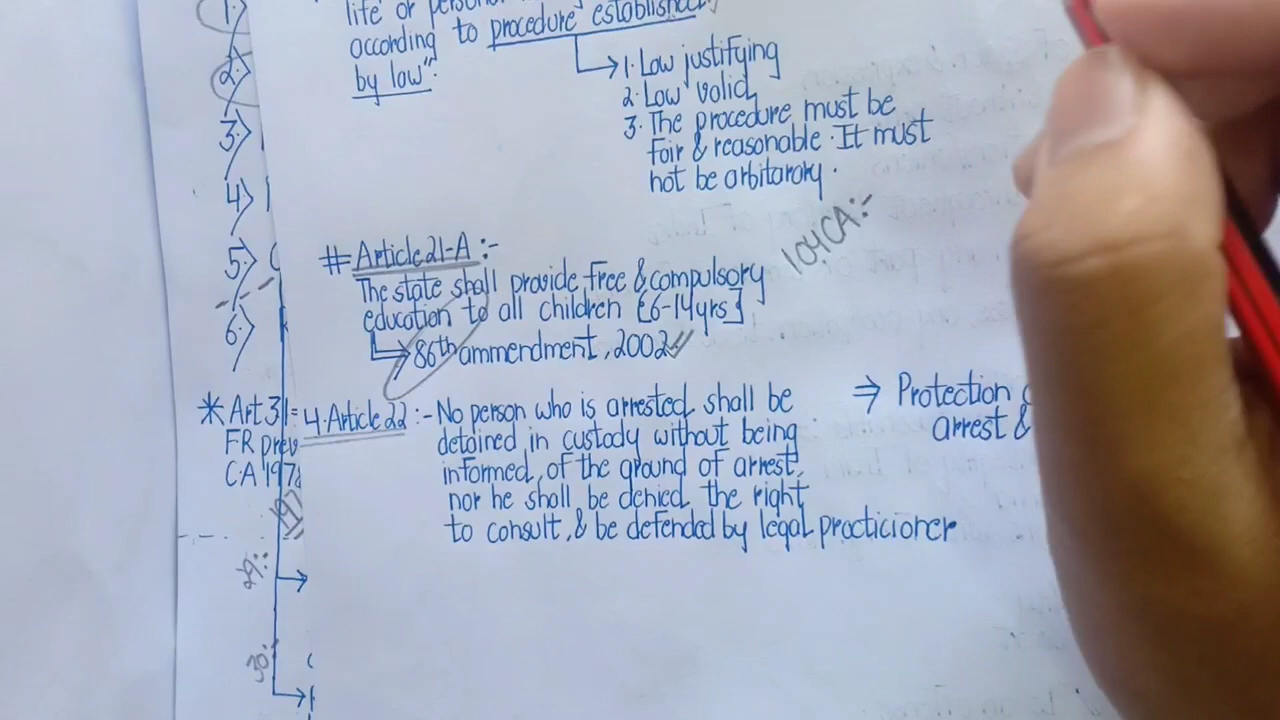 1.
life or
according to procedure established
by low".
1. Low justifying
2. Low valid
3. The procedure must be
fair & reasonable. It must
not be arbitarary.
2.
3.
4)
5)
6)
104CA:-
# Article 21-A :-
The state shall provide free & compulsory
education to all children [6-14yrs]
86th ammendment, 2002
* Art 31=
FR prev
CA 197
4. Article 22 :- No person who is arrested shall be
detained in custody without being
informed, of the ground of arrest,
nor he shall be denied the right
to consult, & be defended by legal practicioner
⇒ Protection
arrest &
29:
30: